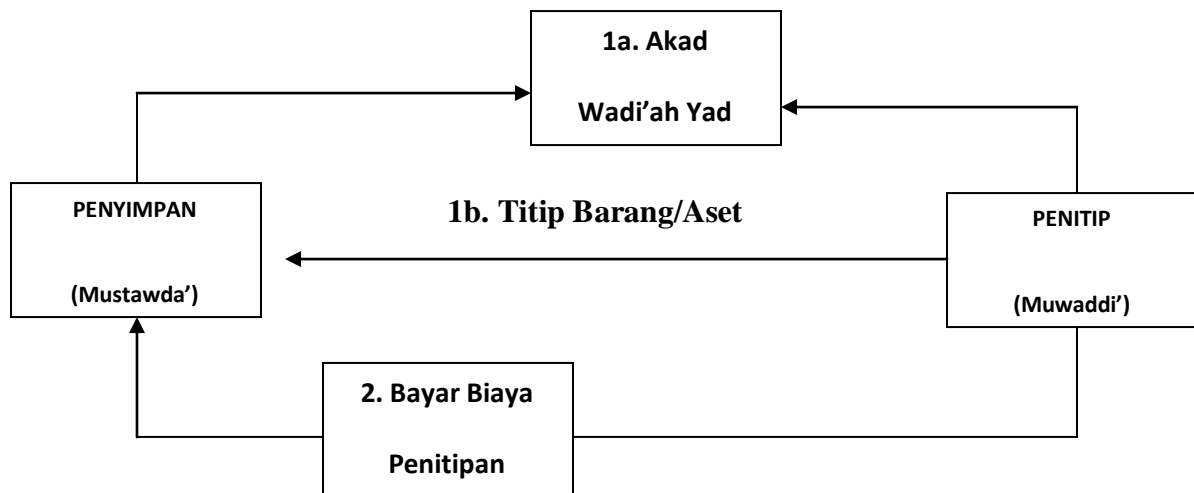 1a. Akad
Wadi’ah Yad
PENYIMPAN
(Mustawda’)
1b. Titip Barang/Aset
PENITIP
(Muwaddi’)
2. Bayar Biaya
Penitipan